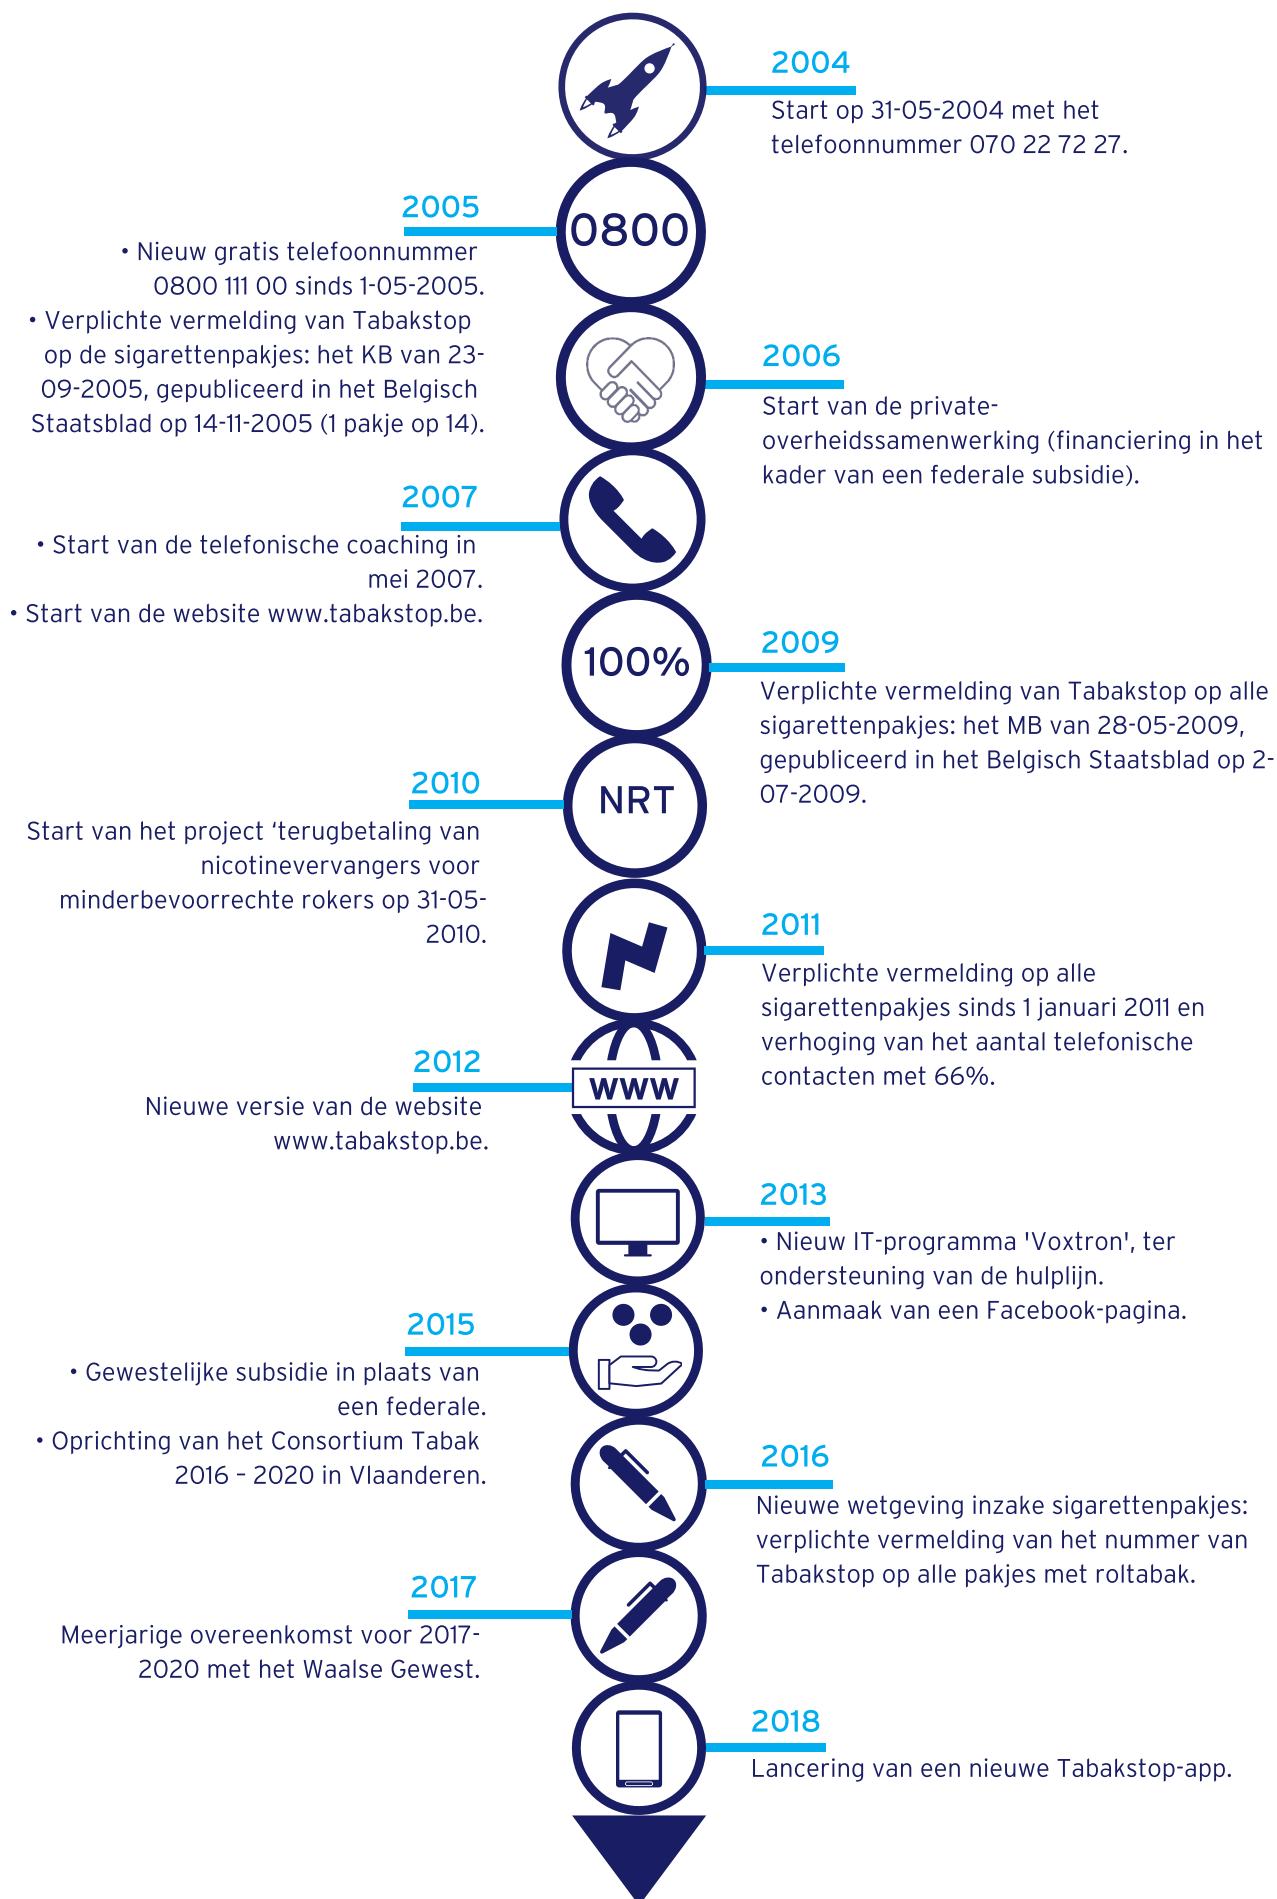 2004
Start op 31-05-2004 met het
telefoonnummer 070 22 72 27.
2005
0800
• Nieuw gratis telefoonnummer
0800 111 00 sinds 1-05-2005.
• Verplichte vermelding van Tabakstop
op de sigarettenpakjes: het KB van 23-
09-2005, gepubliceerd in het Belgisch
Staatsblad op 14-11-2005 (1 pakje op 14).
2006
Start van de private-
overheidssamenwerking (financiering in het
kader van een federale subsidie).
2007
• Start van de telefonische coaching in
mei 2007.
• Start van de website www.tabakstop.be.
100%
2009
Verplichte vermelding van Tabakstop op alle
sigarettenpakjes: het MB van 28-05-2009,
gepubliceerd in het Belgisch Staatsblad op 2-
07-2009.
2010
NRT
Start van het project ‘terugbetaling van
nicotinevervangers voor
minderbevoorrechte rokers op 31-05-
2010.
2011
Verplichte vermelding op alle
sigarettenpakjes sinds 1 januari 2011 en
verhoging van het aantal telefonische
contacten met 66%.
2012
WWW
Nieuwe versie van de website
www.tabakstop.be.
2013
• Nieuw IT-programma 'Voxtron', ter
ondersteuning van de hulplijn.
• Aanmaak van een Facebook-pagina.
2015
• Gewestelijke subsidie in plaats van
een federale.
• Oprichting van het Consortium Tabak
2016 – 2020 in Vlaanderen.
2016
Nieuwe wetgeving inzake sigarettenpakjes:
verplichte vermelding van het nummer van
Tabakstop op alle pakjes met roltabak.
2017
Meerjarige overeenkomst voor 2017-
2020 met het Waalse Gewest.
2018
Lancering van een nieuwe Tabakstop-app.